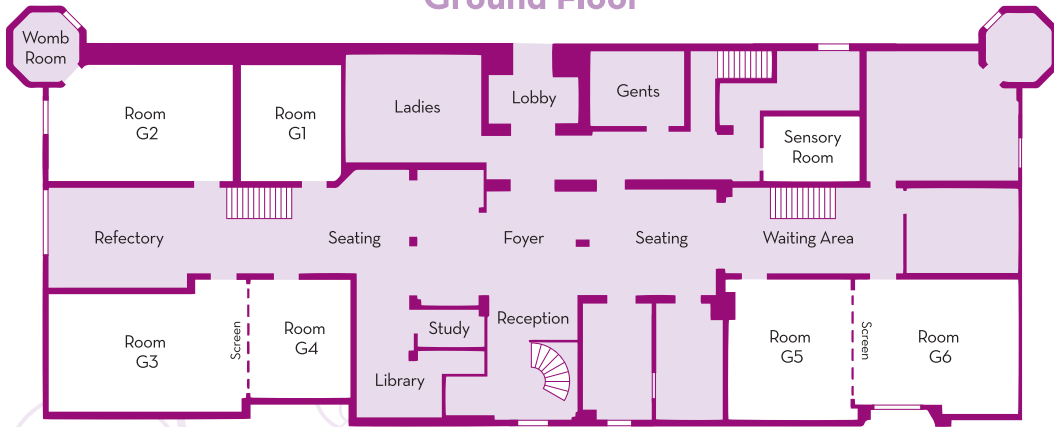 Ground Floor
Womb
Room
Room
G2
Room
G1
Ladies
Lobby
Gents
Sensory
Room
Refectory
Seating
Foyer
Seating
Waiting Area
Room
G3
Screen
Room
G4
Study
Library
Reception
Room
G5
Screen
Room
G6